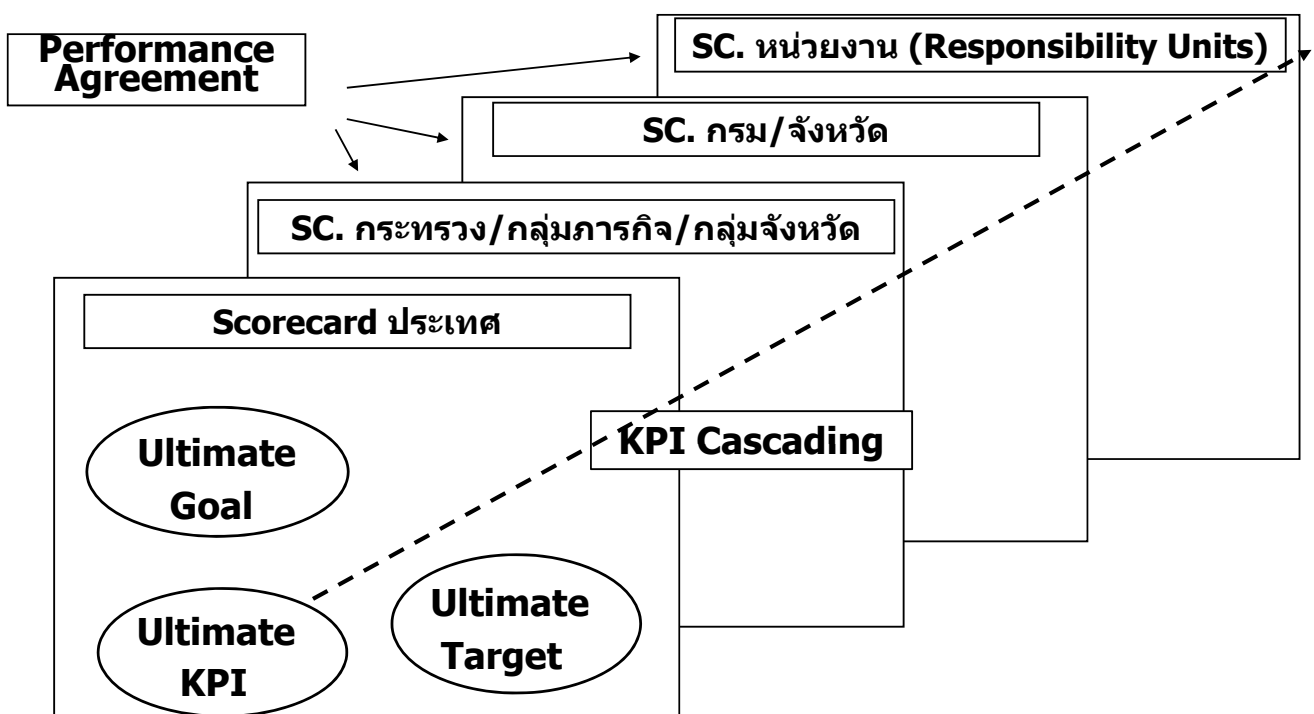 Performance
Agreement
SC. หน่วยงาน (Responsibility Units)
SC. กรม/จังหวัด
SC. กระทรวง/กลุ่มภารกิจ/กลุ่มจังหวัด
Scorecard ประเทศ
KPI Cascading
Ultimate
Goal
Ultimate
Target
Ultimate
KPI